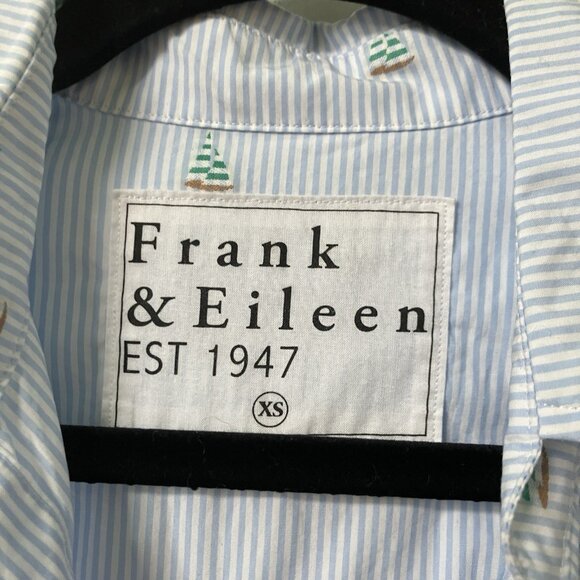 Frank
& Eileen
EST 1947
XS